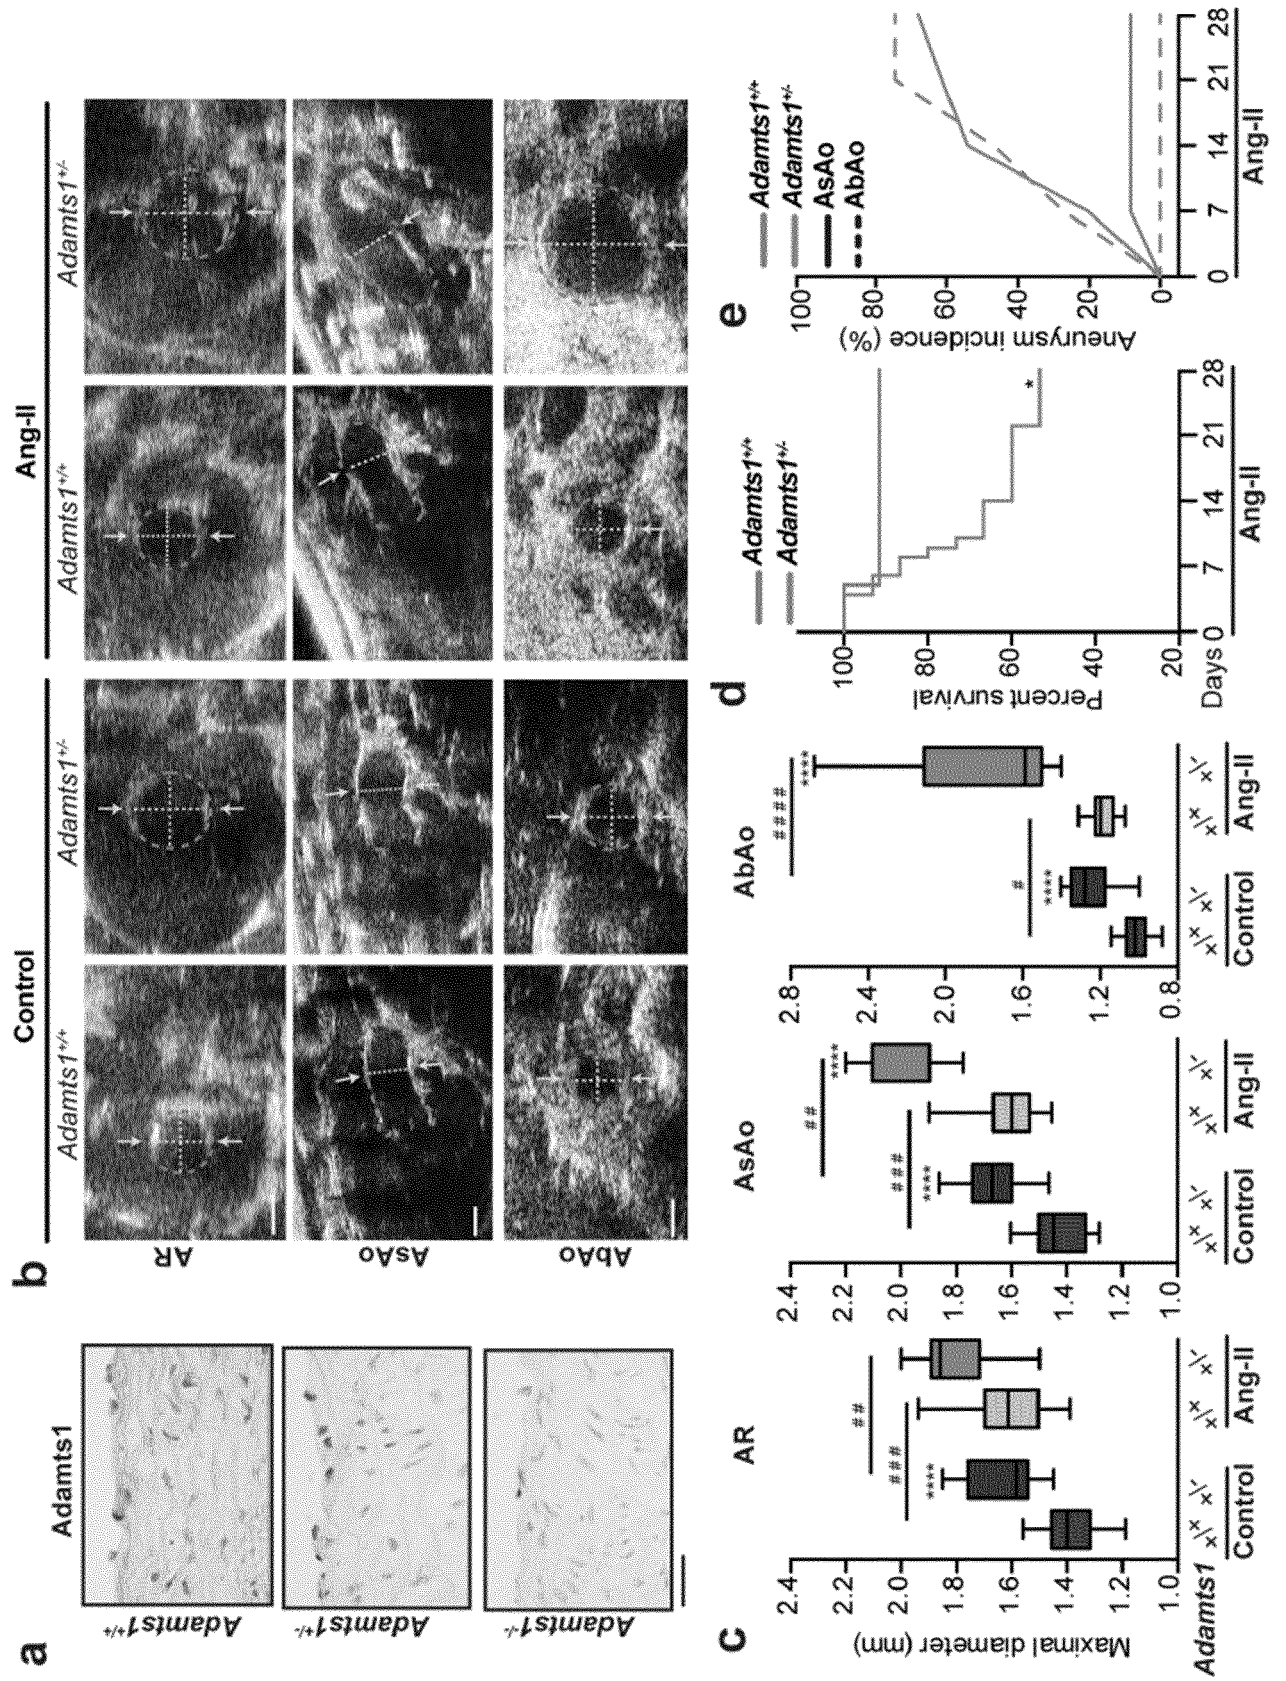 a
Adamts1
Adamts1+/+
Adamts1+/-
Adamts1-/-
b
Control
Ang-II
Adamts1+/+
Adamts1+/-
Adamts1+/+
Adamts1+/-
AR
AsAo
AbAo
c
Maximal diameter (mm)
AR
2.4
2.2
2.0
1.8
1.6
1.4
1.2
1.0
****
###
##
Adamts1
+/+ +/- +/+ +/-
Control Ang-II
AsAo
2.4
2.2
2.0
1.8
1.6
1.4
1.2
1.0
****
####
##
****
+/+ +/- +/+ +/-
Control Ang-II
AbAo
2.8
2.4
2.0
1.6
1.2
0.8
****
#
####
****
+/+ +/- +/+ +/-
Control Ang-II
d
Adamts1+/+
Adamts1+/-
Percent survival
100
80
60
40
20
*
Days 0 7 14 21 28
Ang-II
e
Adamts1+/+
Adamts1+/-
AsAo
AbAo
Aneurysm incidence (%)
100
80
60
40
20
0
0 7 14 21 28
Ang-II